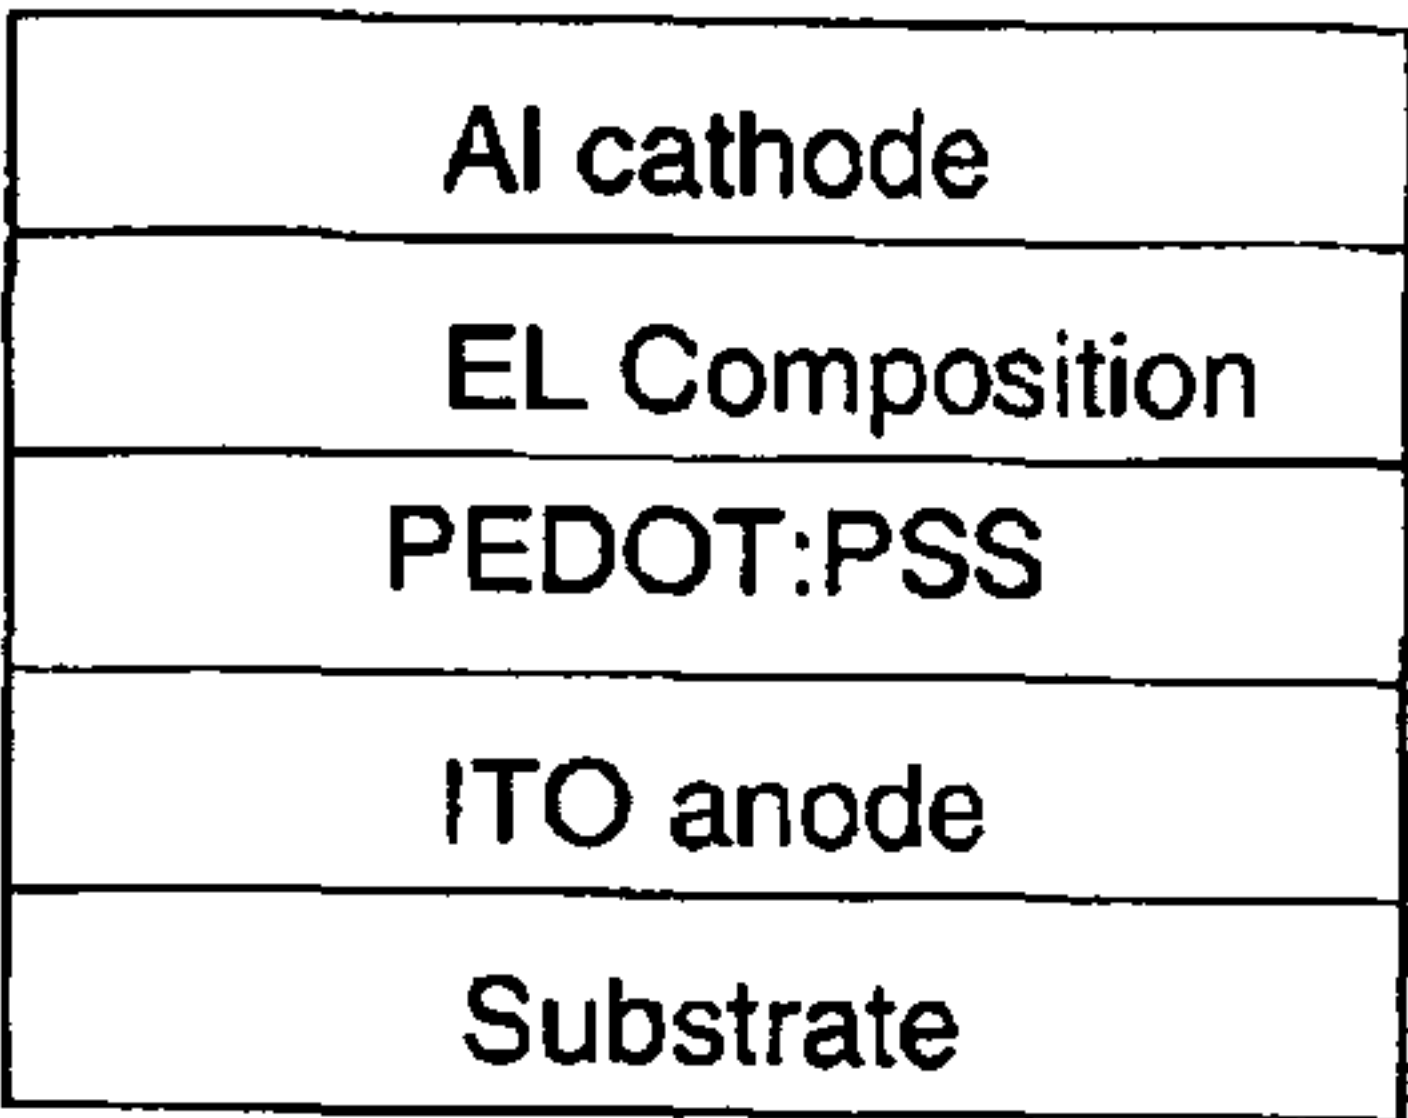 Al cathode
EL Composition
PEDOT:PSS
ITO anode
Substrate